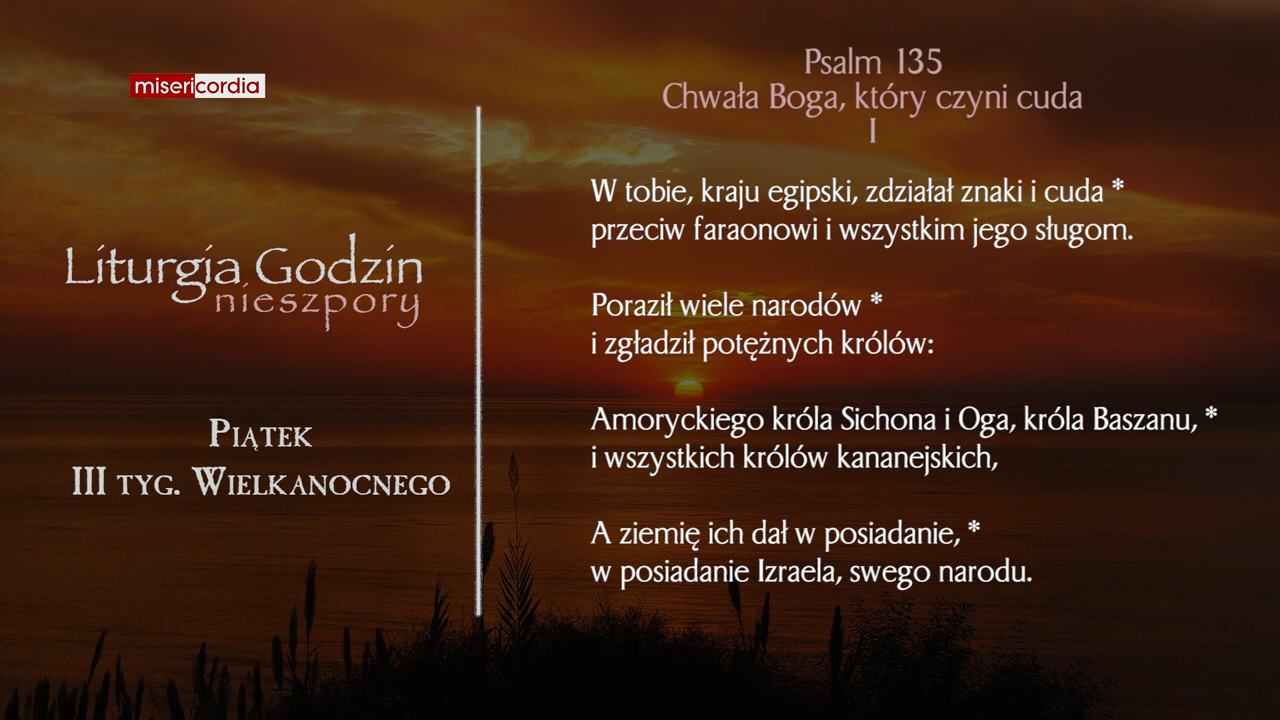 misericordia
Liturgia Godzin
nieszpory
Piątek
III tyg. Wielkanocnego
Psalm 135
Chwała Boga, który czyni cuda
I
W tobie, kraju egipski, zdziałał znaki i cuda *
przeciw faraonowi i wszystkim jego sługom.
Poraził wiele narodów *
i zgładził potężnych królów:
Amoryckiego króla Sichona i Oga, króla Baszanu, *
i wszystkich królów kananejskich,
A ziemię ich dał w posiadanie, *
w posiadanie Izraela, swego narodu.